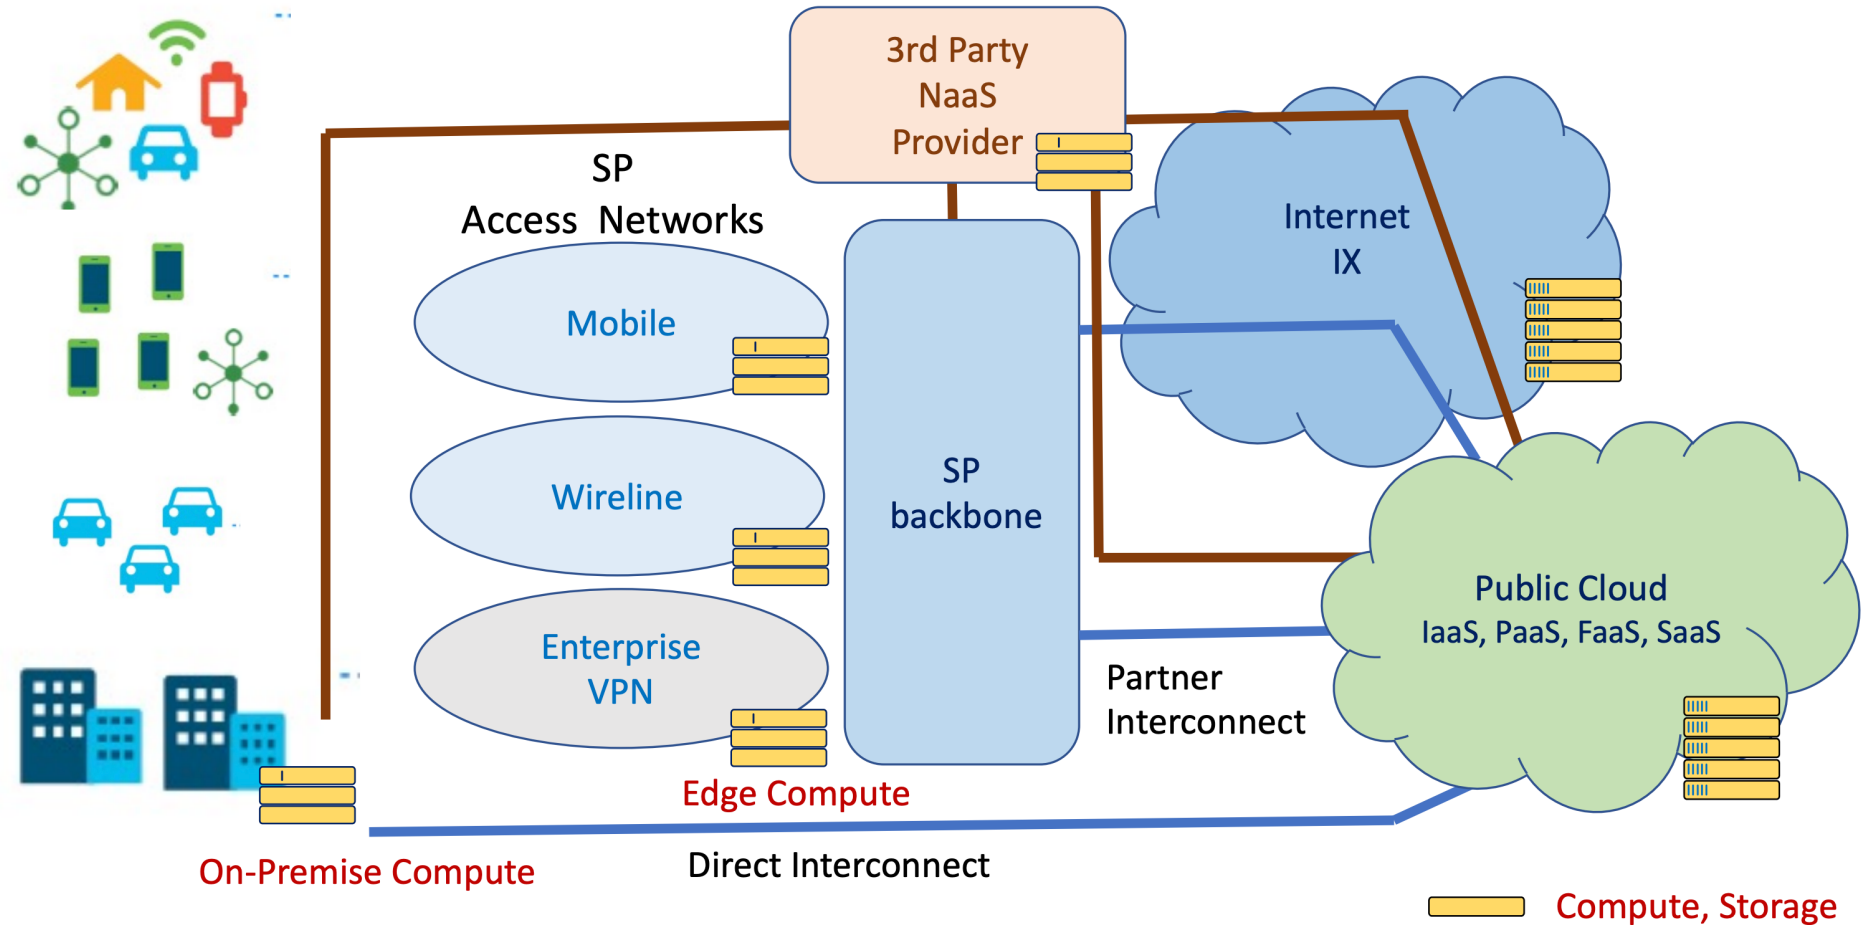 3rd Party
NaaS
Provider
SP
Access Networks
Internet
IX
Mobile
Wireline
SP
backbone
Public Cloud
IaaS, PaaS, FaaS, SaaS
Enterprise
VPN
Partner
Interconnect
Edge Compute
Direct Interconnect
On-Premise Compute
Compute, Storage